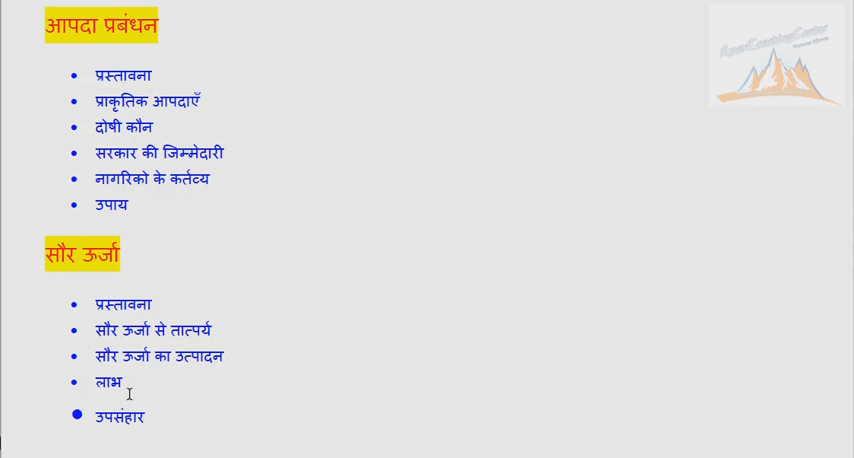 आपदा प्रबंधन
• प्रस्तावना
• प्राकृतिक आपदाएँ
• दोषी कौन
• सरकार की जिम्मेदारी
• नागरिको के कर्तव्य
• उपाय
सौर ऊर्जा
• प्रस्तावना
• सौर ऊर्जा से तात्पर्य
• सौर ऊर्जा का उत्पादन
• लाभ
• उपसंहार